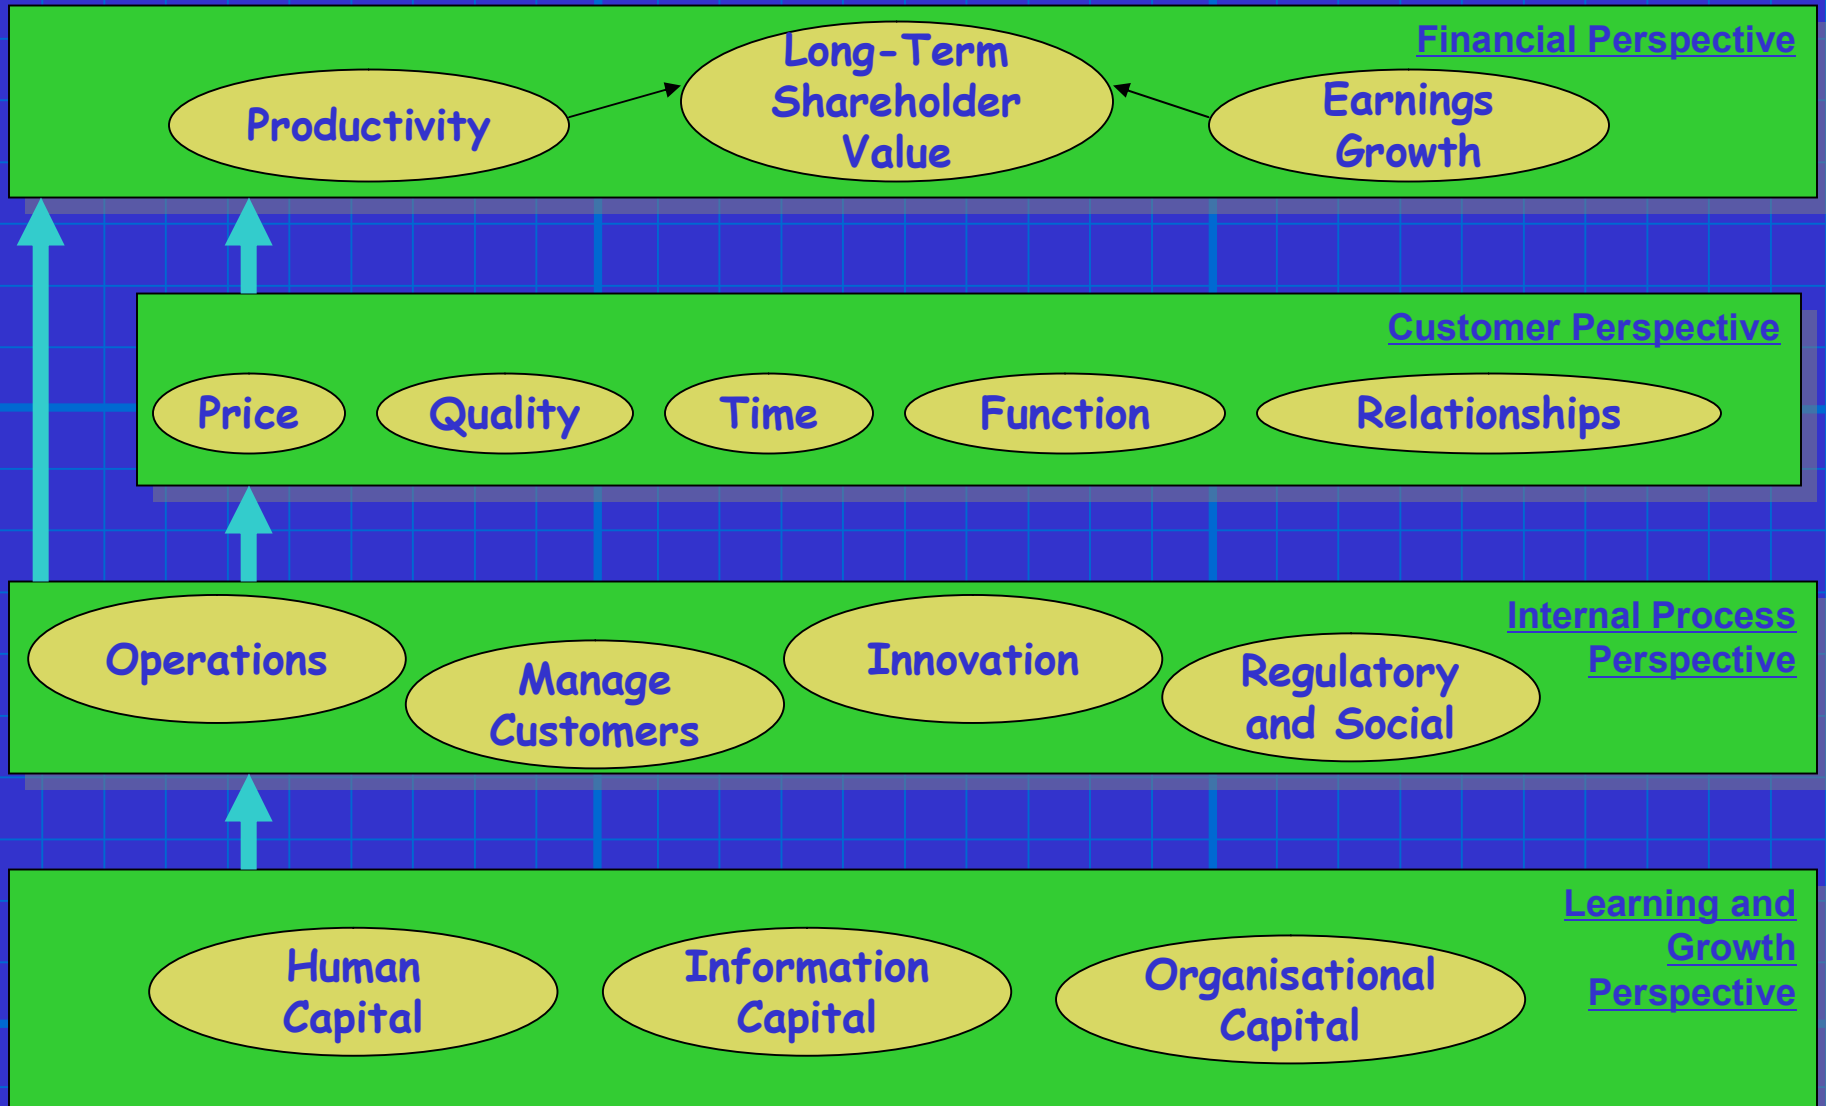 Financial Perspective
Productivity
Long-Term
Shareholder
Value
Earnings
Growth
Customer Perspective
Price
Quality
Time
Function
Relationships
Internal Process
Perspective
Operations
Manage
Customers
Innovation
Regulatory
and Social
Learning and
Growth
Perspective
Human
Capital
Information
Capital
Organisational
Capital